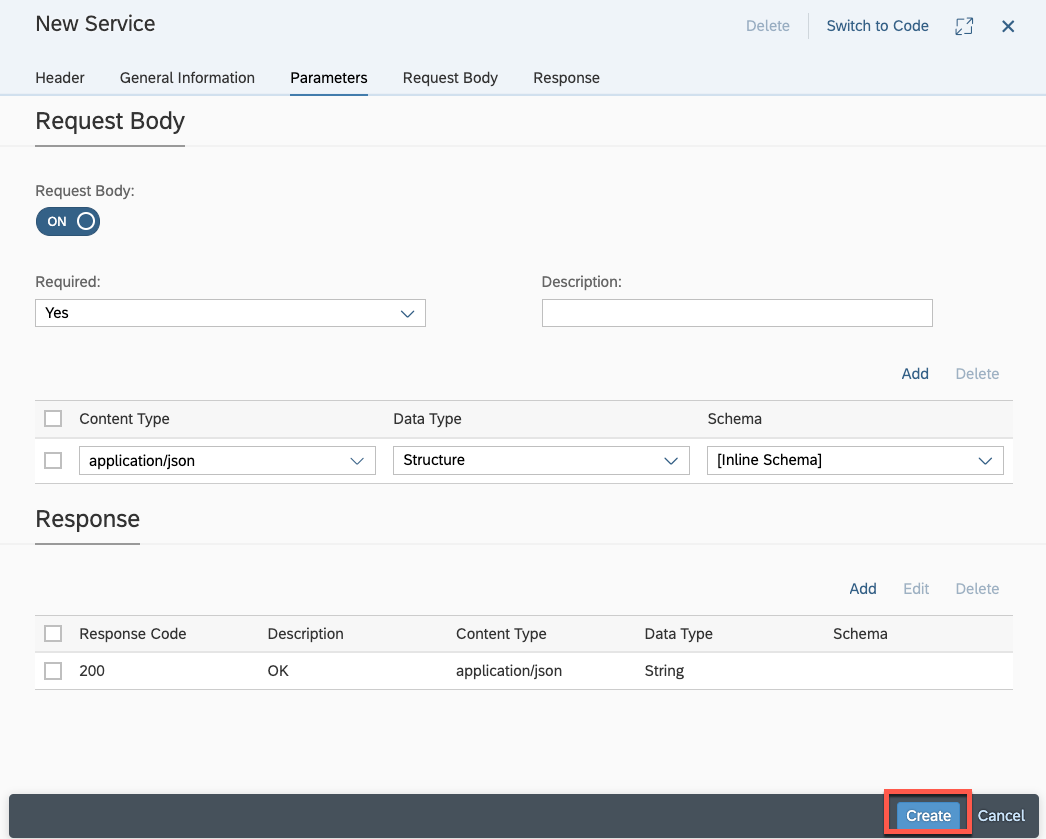 New Service
Delete Switch to Code
Header General Information Parameters Request Body Response
Request Body
Request Body:
ON
Required: Description:
Yes
Add Delete
Content Type Data Type Schema
application/json Structure [Inline Schema]
Response
Add Edit Delete
Response Code Description Content Type Data Type Schema
200 OK application/json String
Create Cancel